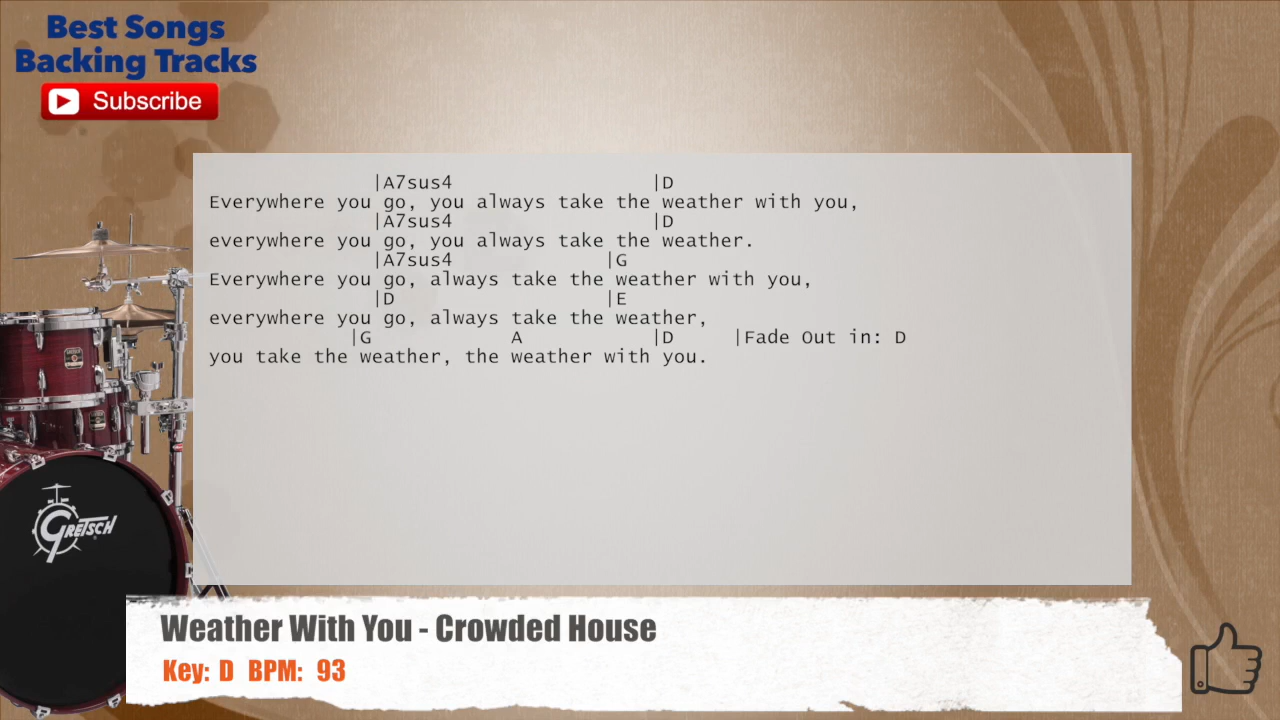 Best Songs
Backing Tracks
Subscribe
|A7sus4 |D
Everywhere you go, you always take the weather with you,
|A7sus4 |D
everywhere you go, you always take the weather.
|A7sus4 |G
Everywhere you go, always take the weather with you,
|D |E
everywhere you go, always take the weather,
|G A |D |Fade Out in: D
you take the weather, the weather with you.
GRETSCH
Weather With You - Crowded House
Key: D BPM: 93